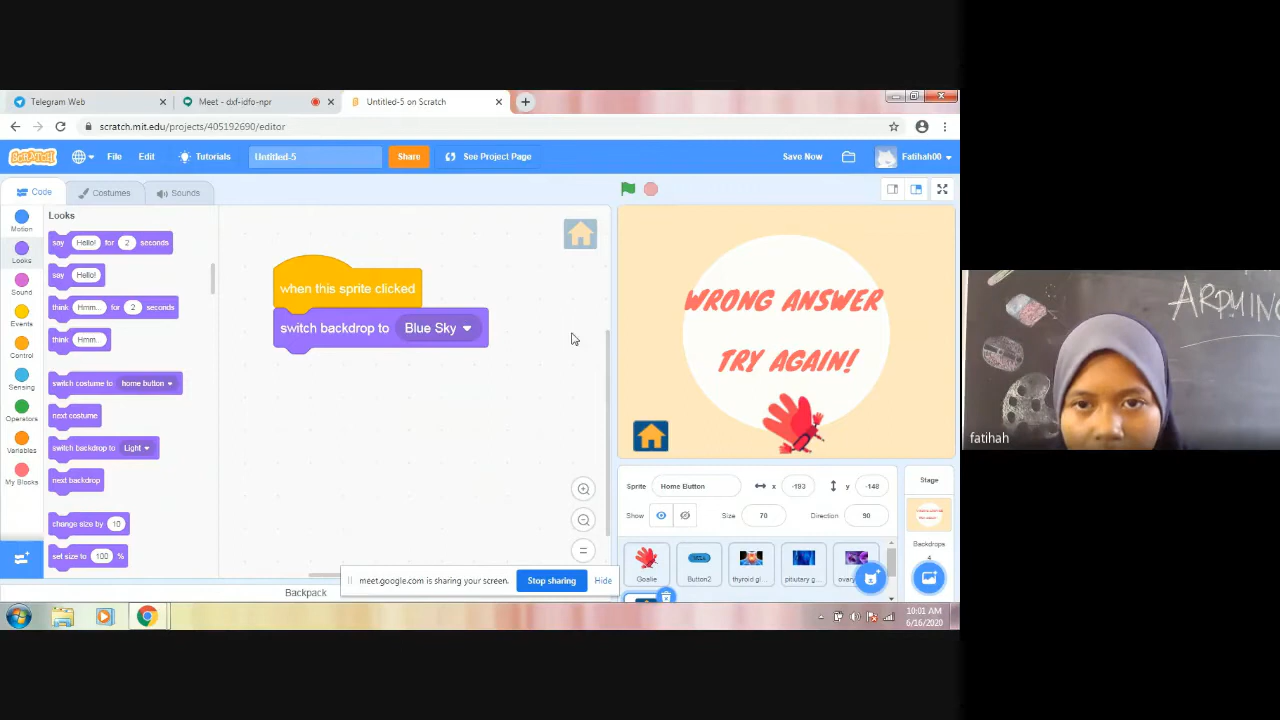 Telegram Web
Meet - dxf-idfo-npr
Untitled-5 on Scratch
scratch.mit.edu/projects/405192690/editor
SCRATCH
File
Edit
Tutorials
Untitled-5
Share
See Project Page
Save Now
Fatihah00
Code
Costumes
Sounds
Motion
Looks
Sound
Events
Control
Sensing
Operators
Variables
My Blocks
Looks
say Hello! for 2 seconds
say Hello!
think Hmm... for 2 seconds
think Hmm...
switch costume to home button
next costume
switch backdrop to Light
next backdrop
change size by 10
set size to 100 %
when this sprite clicked
switch backdrop to Blue Sky
WRONG ANSWER
TRY AGAIN!
Sprite Home Button x -193 y -148
Show Size 70 Direction 90
Goalie
Button2
thyroid gl...
pitiutery g...
ovary
Stage
Backdrops
4
Backpack
meet.google.com is sharing your screen. Stop sharing Hide
10:01 AM
6/16/2020
fatihah